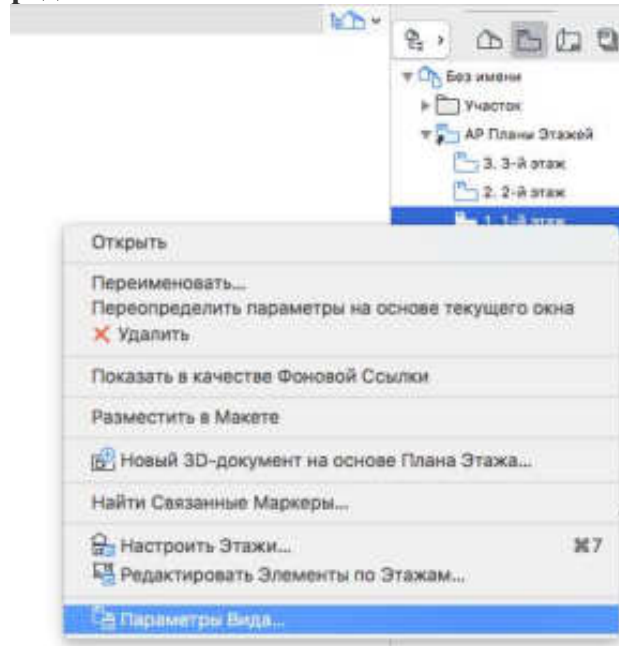 Без имени
Участок
АР Планы Этажей
3. 3-й этаж
2. 2-й этаж
1. 1-й этаж
Открыть
Переименовать...
Переопределить параметры на основе текущего окна
Удалить
Показать в качестве Фоновой Ссылки
Разместить в Макете
Новый 3D-документ на основе Плана Этажа...
Найти Связанные Маркеры...
Настроить Этажи... ⌘7
Редактировать Элементы по Этажам...
Параметры Вида...